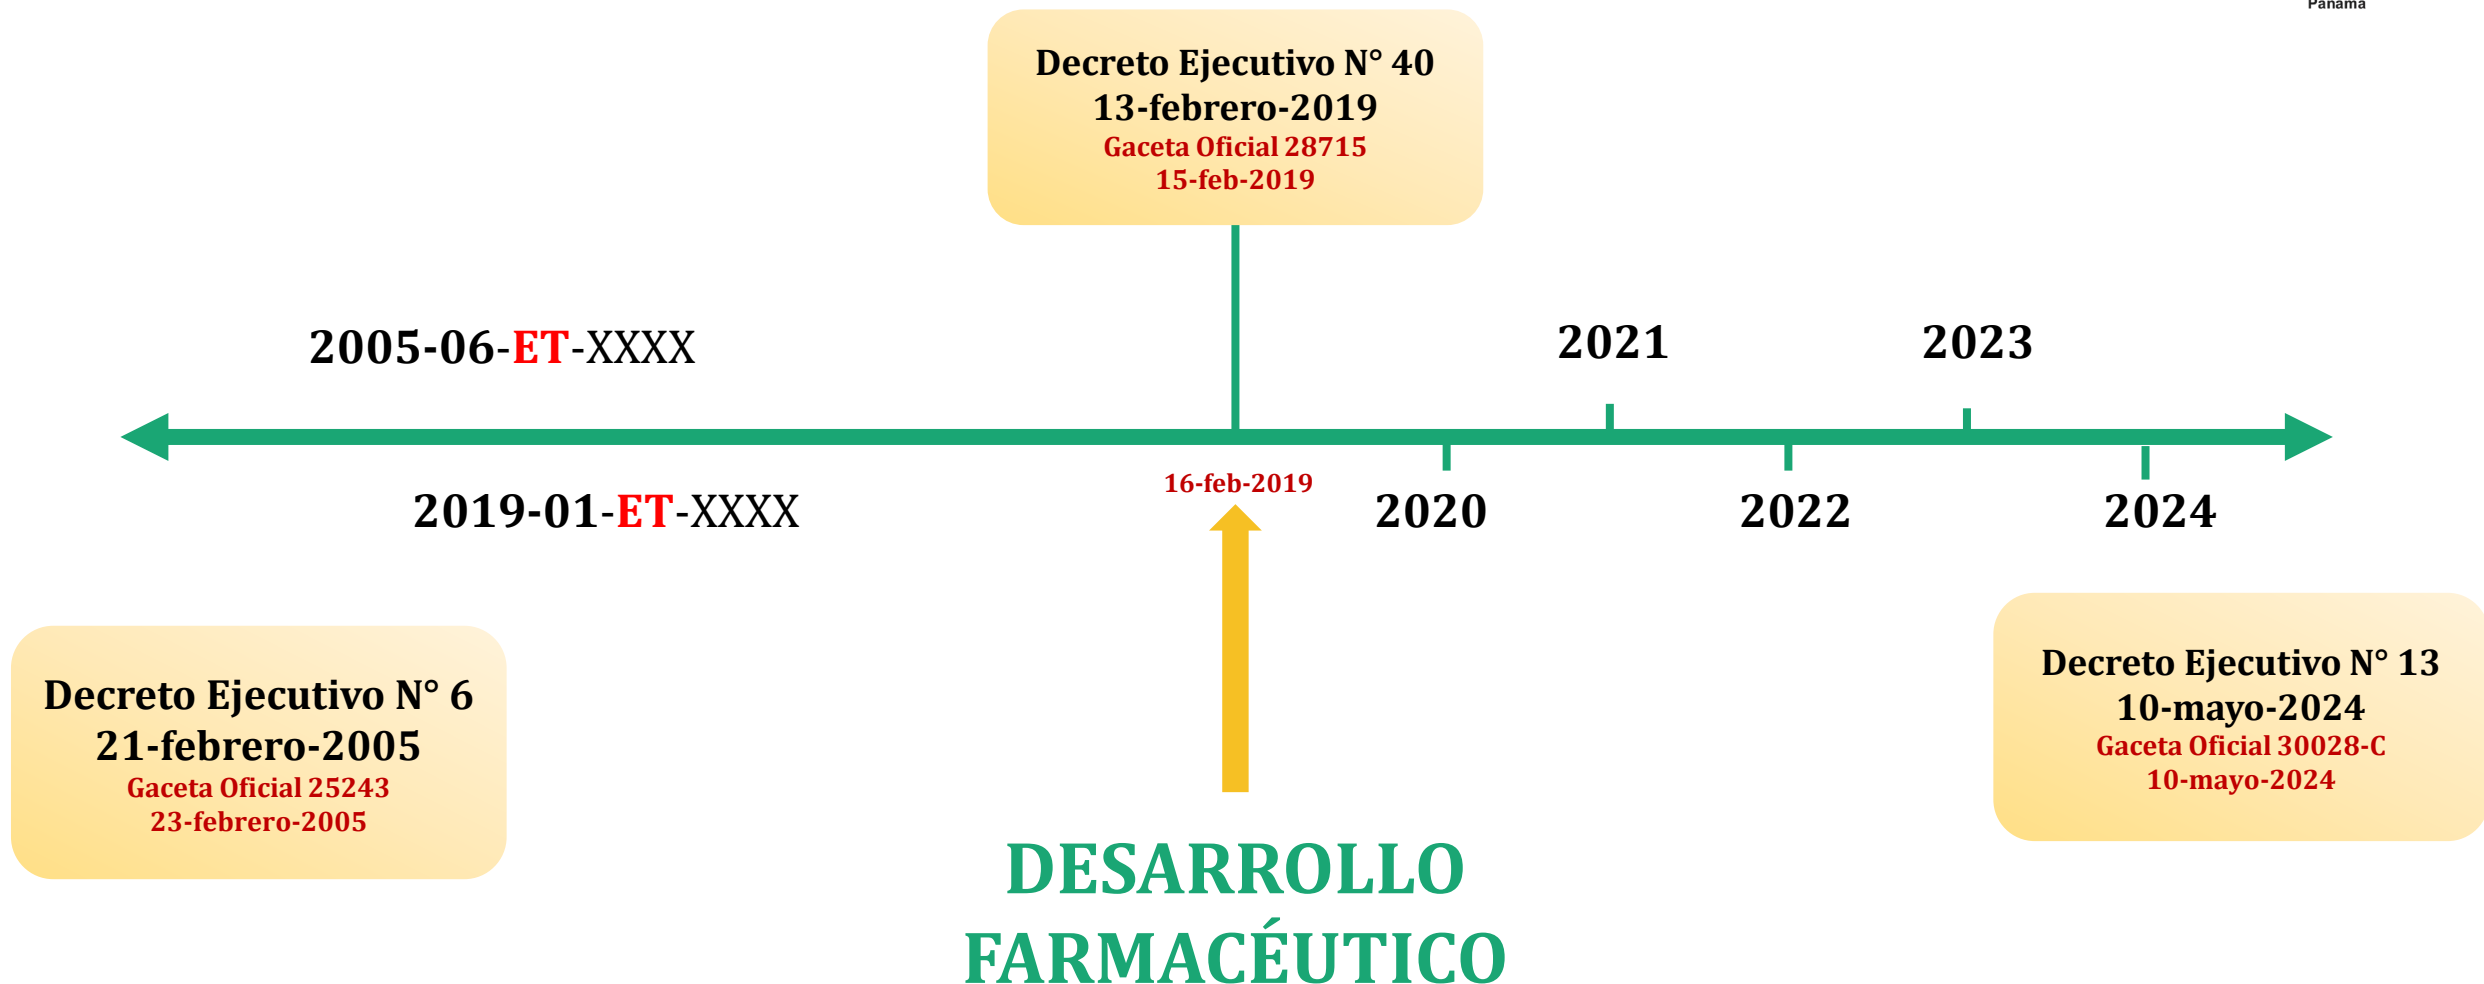 Panamá
Decreto Ejecutivo N° 40
13-febrero-2019
Gaceta Oficial 28715
15-feb-2019
2005-06-ET-XXXX
2021
2023
2019-01-ET-XXXX
16-feb-2019
2020
2022
2024
Decreto Ejecutivo N° 6
21-febrero-2005
Gaceta Oficial 25243
23-febrero-2005
Decreto Ejecutivo N° 13
10-mayo-2024
Gaceta Oficial 30028-C
10-mayo-2024
DESARROLLO
FARMACÉUTICO